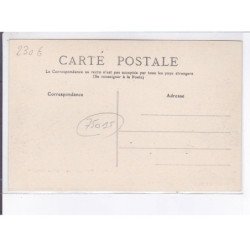 230 €
CARTE POSTALE
La Correspondance au recto n'est pas acceptée par tous les pays étrangers
(Se renseigner à la Poste)
Correspondance Adresse
75015